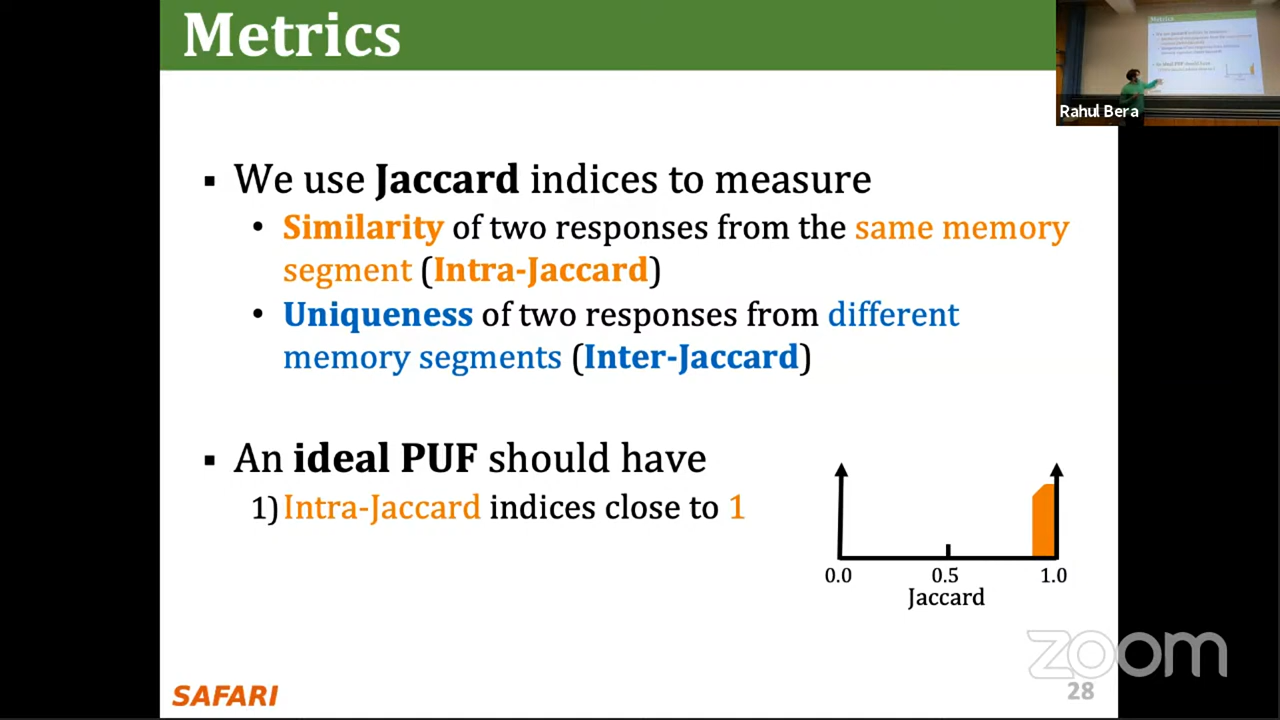 Metrics
Rahul Bera
▪ We use Jaccard indices to measure
• Similarity of two responses from the same memory
segment (Intra-Jaccard)
• Uniqueness of two responses from different
memory segments (Inter-Jaccard)
▪ An ideal PUF should have
1) Intra-Jaccard indices close to 1
0.0 0.5 1.0
Jaccard
zoom
SAFARI
28